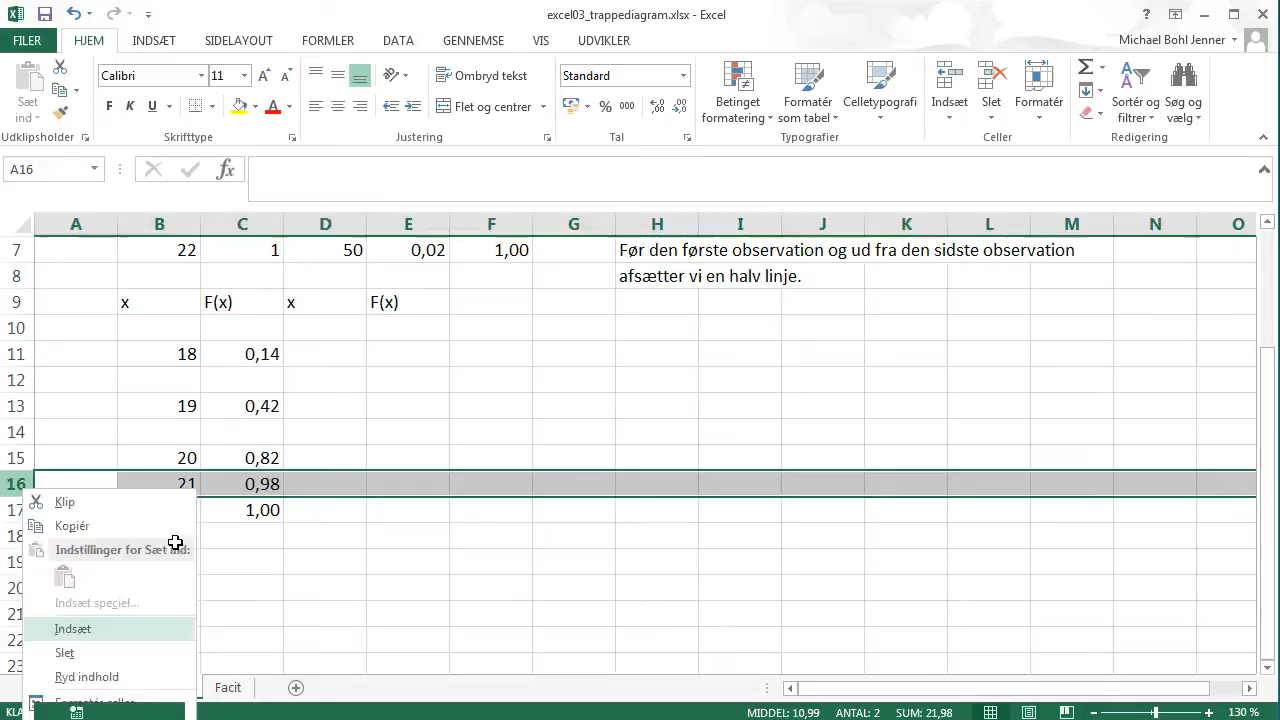 excel03_trappediagram.xlsx - Excel
FILER HJEM INDSÆT SIDELAYOUT FORMLER DATA GENNEMSE VIS UDVIKLER Michael Bohl Jenner
Calibri 11 Ombryd tekst Standard
Sæt ind F K U Flet og centrer % 000 Betinget formatering Formatér som tabel Celletypografi Indsæt Slet Formatér Sortér og filtrer Søg og vælg
Udklipsholder Skrifttype Justering Tal Typografier Celler Redigering
A16 fx
A B C D E F G H I J K L M N O
7 22 1 50 0,02 1,00 Før den første observation og ud fra den sidste observation
8 afsætter vi en halv linje.
9 x F(x) x F(x)
10
11 18 0,14
12
13 19 0,42
14
15 20 0,82
16 21 0,98
17 1,00
Klip
Kopiér
Indstillinger for Sæt ind:
Indsæt speciel...
Indsæt
Slet
Ryd indhold
Formatér celler...
18
19
20
21
22
23
Facit
MIDDEL: 10,99 ANTAL: 2 SUM: 21,98 130 %